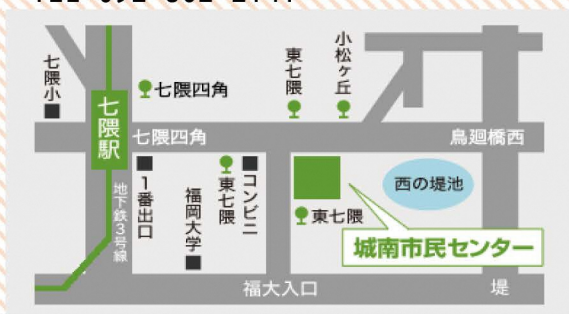 七隈小
七隈四角
東七隈
小松ヶ丘
七隈駅
七隈四角
鳥廻橋西
地下鉄3号線
1番出口
福岡大学
東七隈
コンビニ
西の堤池
東七隈
城南市民センター
福大入口
堤